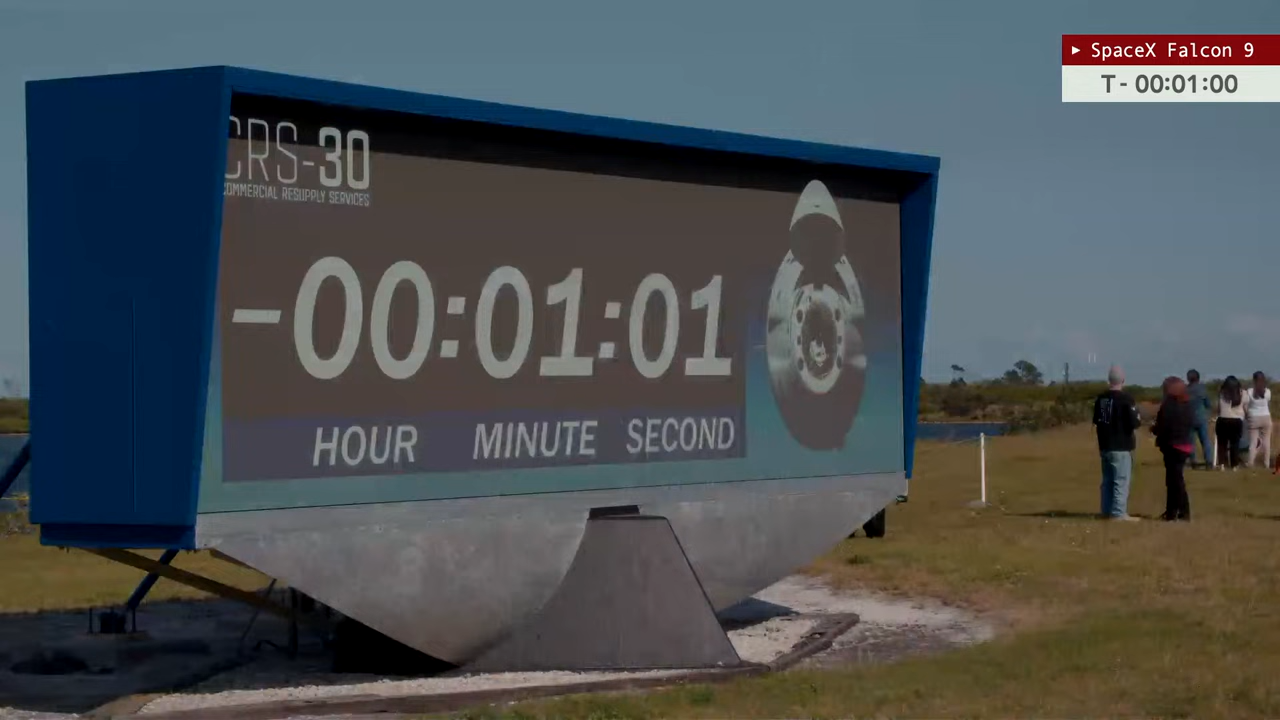 SpaceX Falcon 9
T- 00:01:00
CRS-30
COMMERCIAL RESUPPLY SERVICES
-00:01:01
HOUR MINUTE SECOND